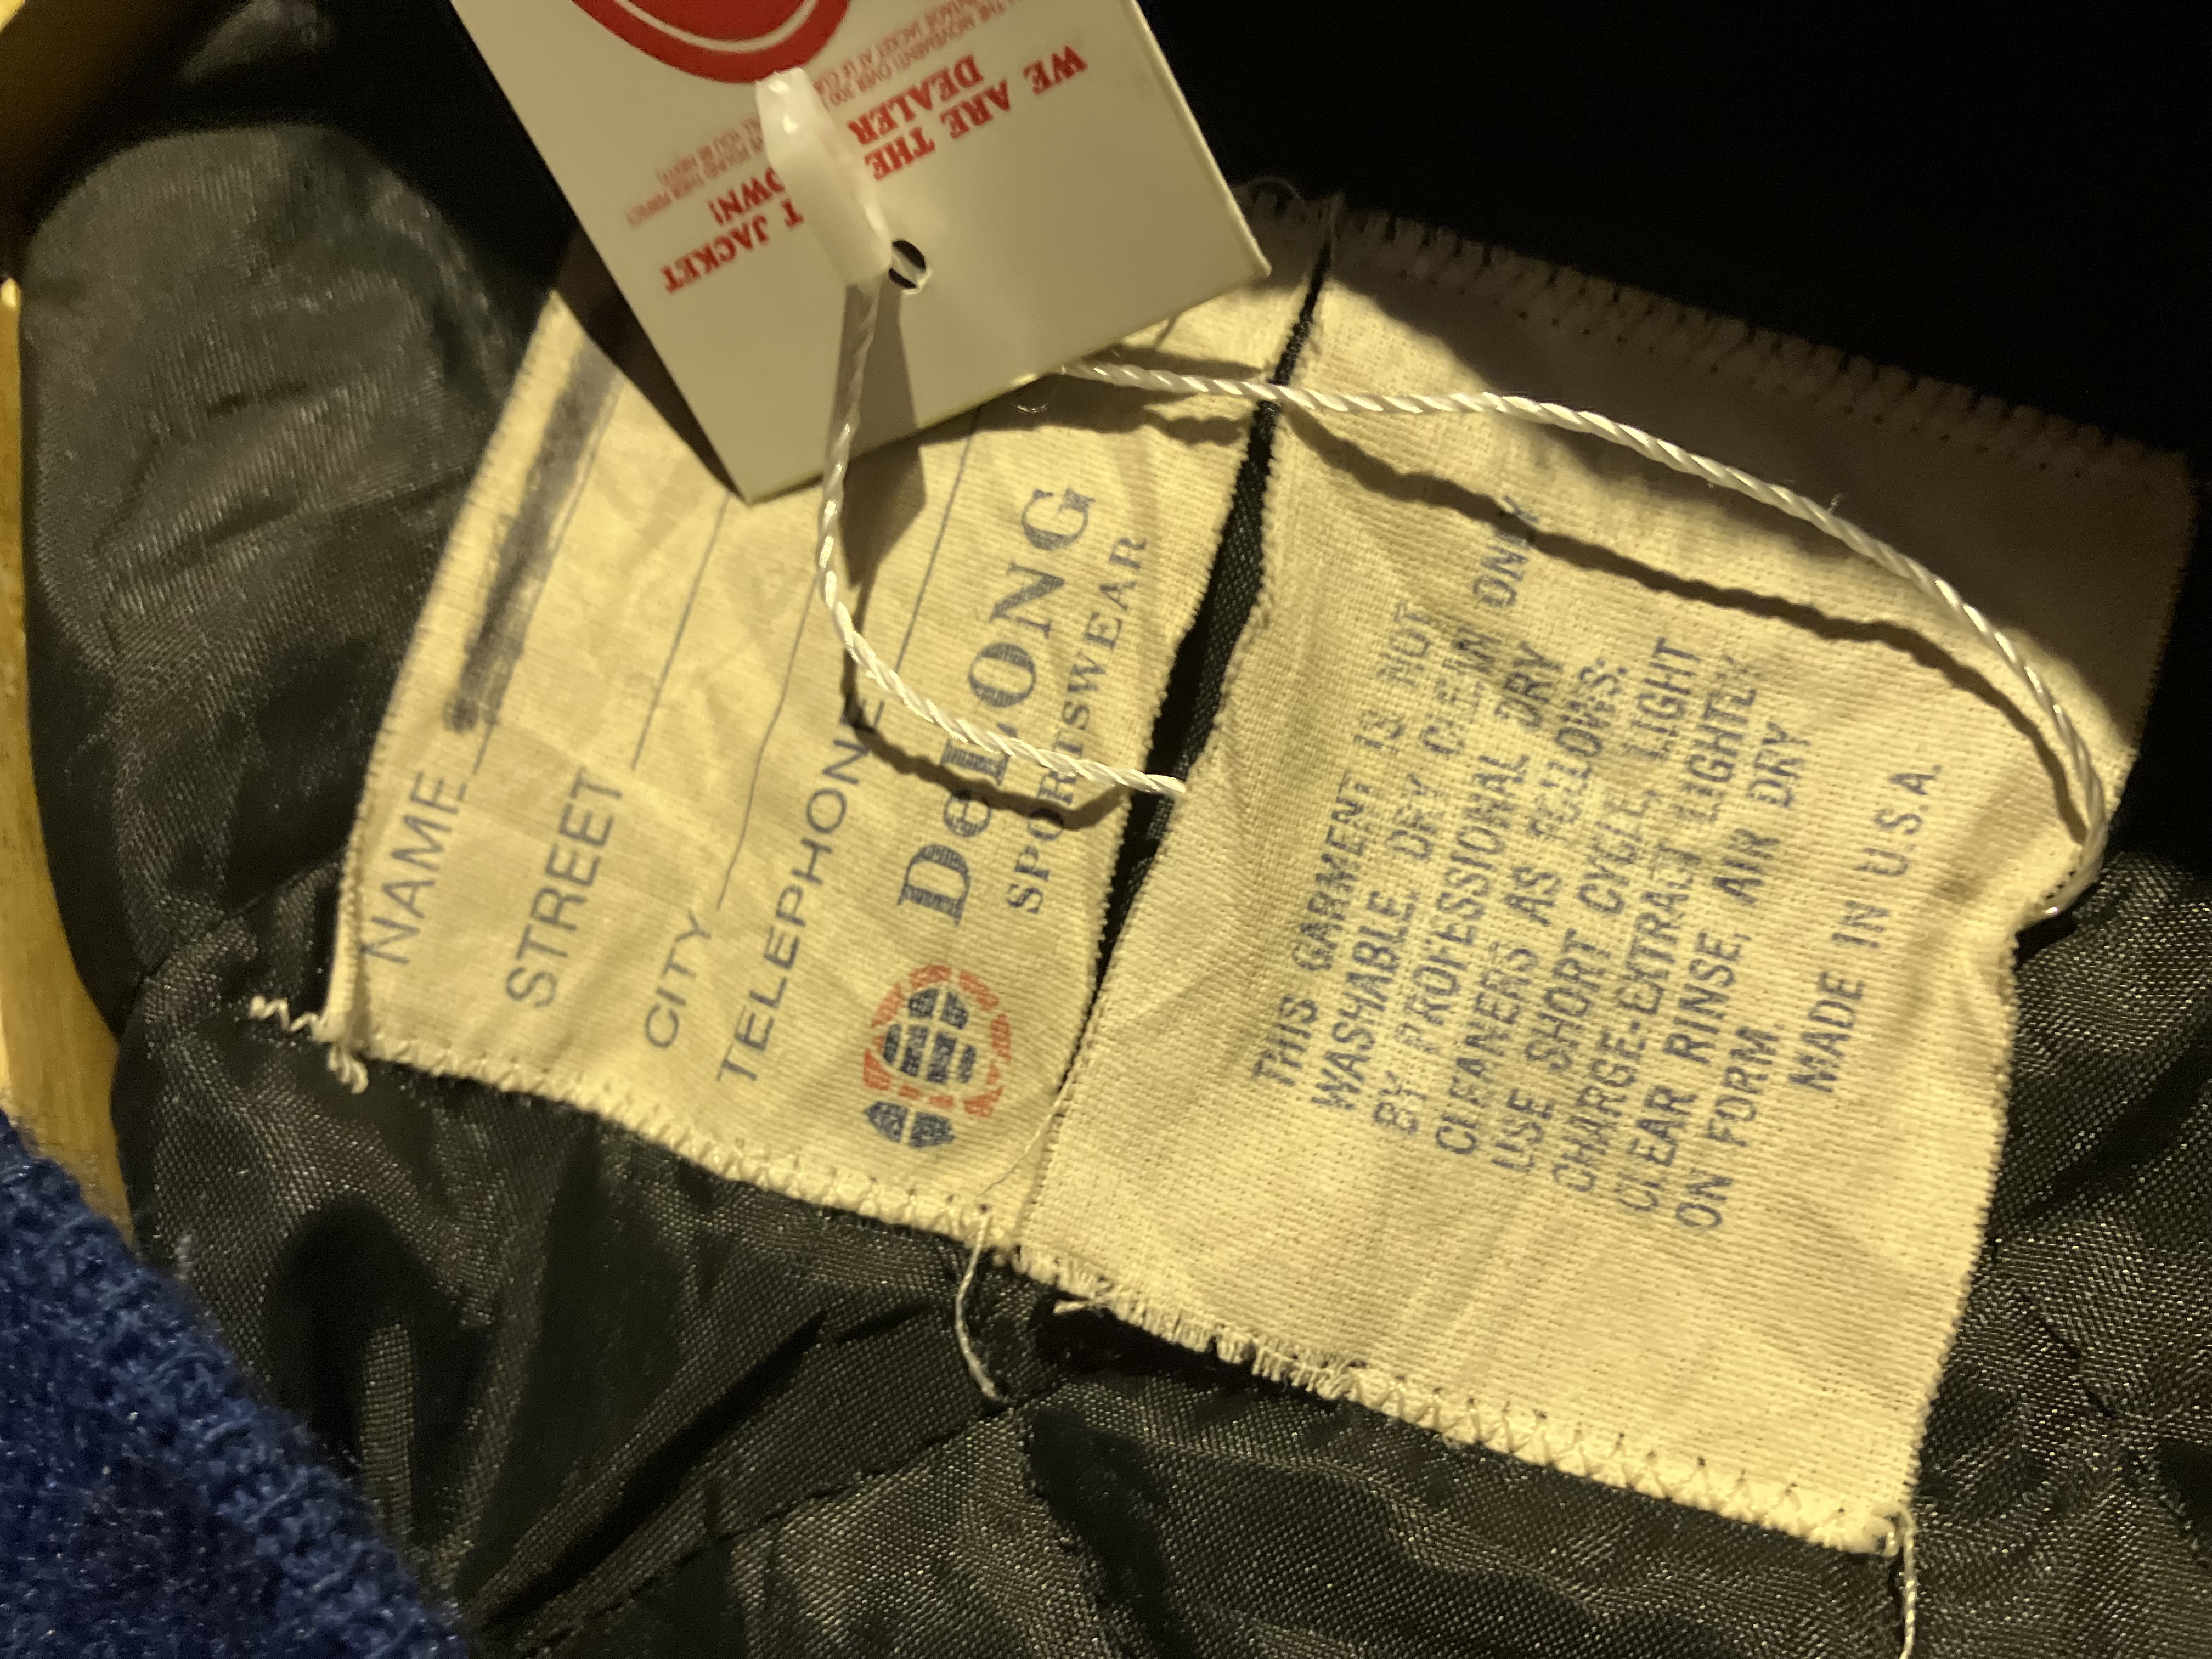 WE ARE THE
DEALER
T JACKET
OWN!
NAME
STREET
CITY
TELEPHONE
DeLONG
SPORTSWEAR
THIS GARMENT IS NOT
WASHABLE. DRY CLEAN ONLY
BY PROFESSIONAL DRY
CLEANERS AS FOLLOWS:
USE SHORT CYCLE, LIGHT
CHARGE-EXTRACT LIGHTLY
CLEAR RINSE, AIR DRY
ON FORM.
MADE IN U.S.A.